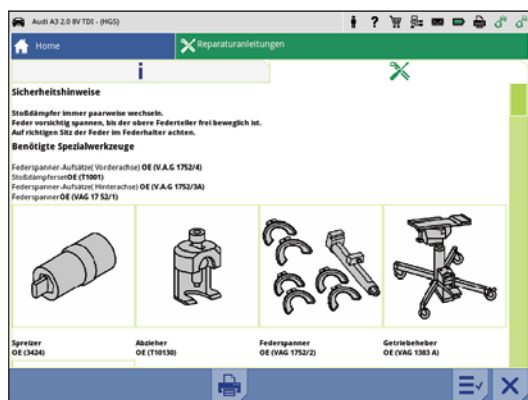 Audi A3 2.0 8V TDI - (HGS)
Home
Reparaturanleitungen
Sicherheitshinweise
Stoßdämpfer immer paarweise wechseln.
Feder vorsichtig spannen, bis der obere Federteller frei beweglich ist.
Auf richtigen Sitz der Feder im Federhalter achten.
Benötigte Spezialwerkzeuge
Federspanner-Aufsätze( Vorderachse) OE (V.A.G 1752/4)
StoßdämpfersetOE (T1001)
Federspanner-Aufsätze( Hinterachse) OE (V.A.G 1752/3A)
FederspannerOE (VAG 17 52/1)
Spreizer
OE (3424)
Abzieher
OE (T10130)
Federspanner
OE (VAG 1752/2)
Getriebeheber
OE (VAG 1383 A)